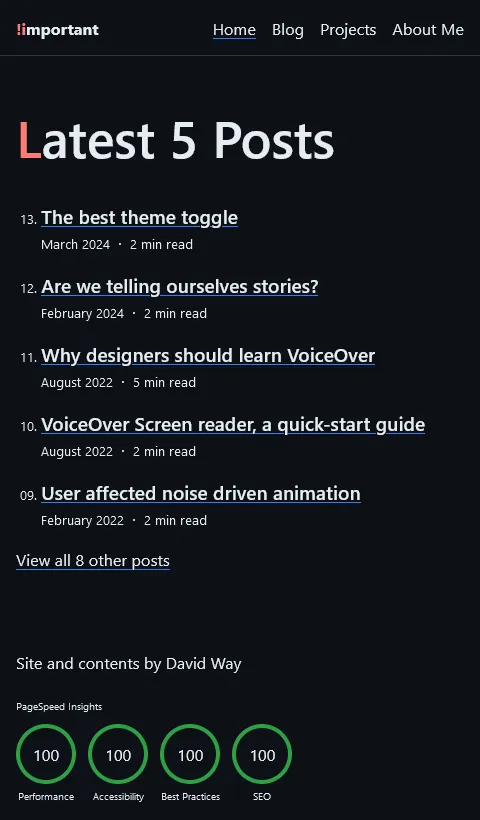 !important
Home Blog Projects About Me
Latest 5 Posts
13. The best theme toggle
March 2024 · 2 min read
12. Are we telling ourselves stories?
February 2024 · 2 min read
11. Why designers should learn VoiceOver
August 2022 · 5 min read
10. VoiceOver Screen reader, a quick-start guide
August 2022 · 2 min read
09. User affected noise driven animation
February 2022 · 2 min read
View all 8 other posts
Site and contents by David Way
PageSpeed Insights
100 100 100 100
Performance Accessibility Best Practices SEO